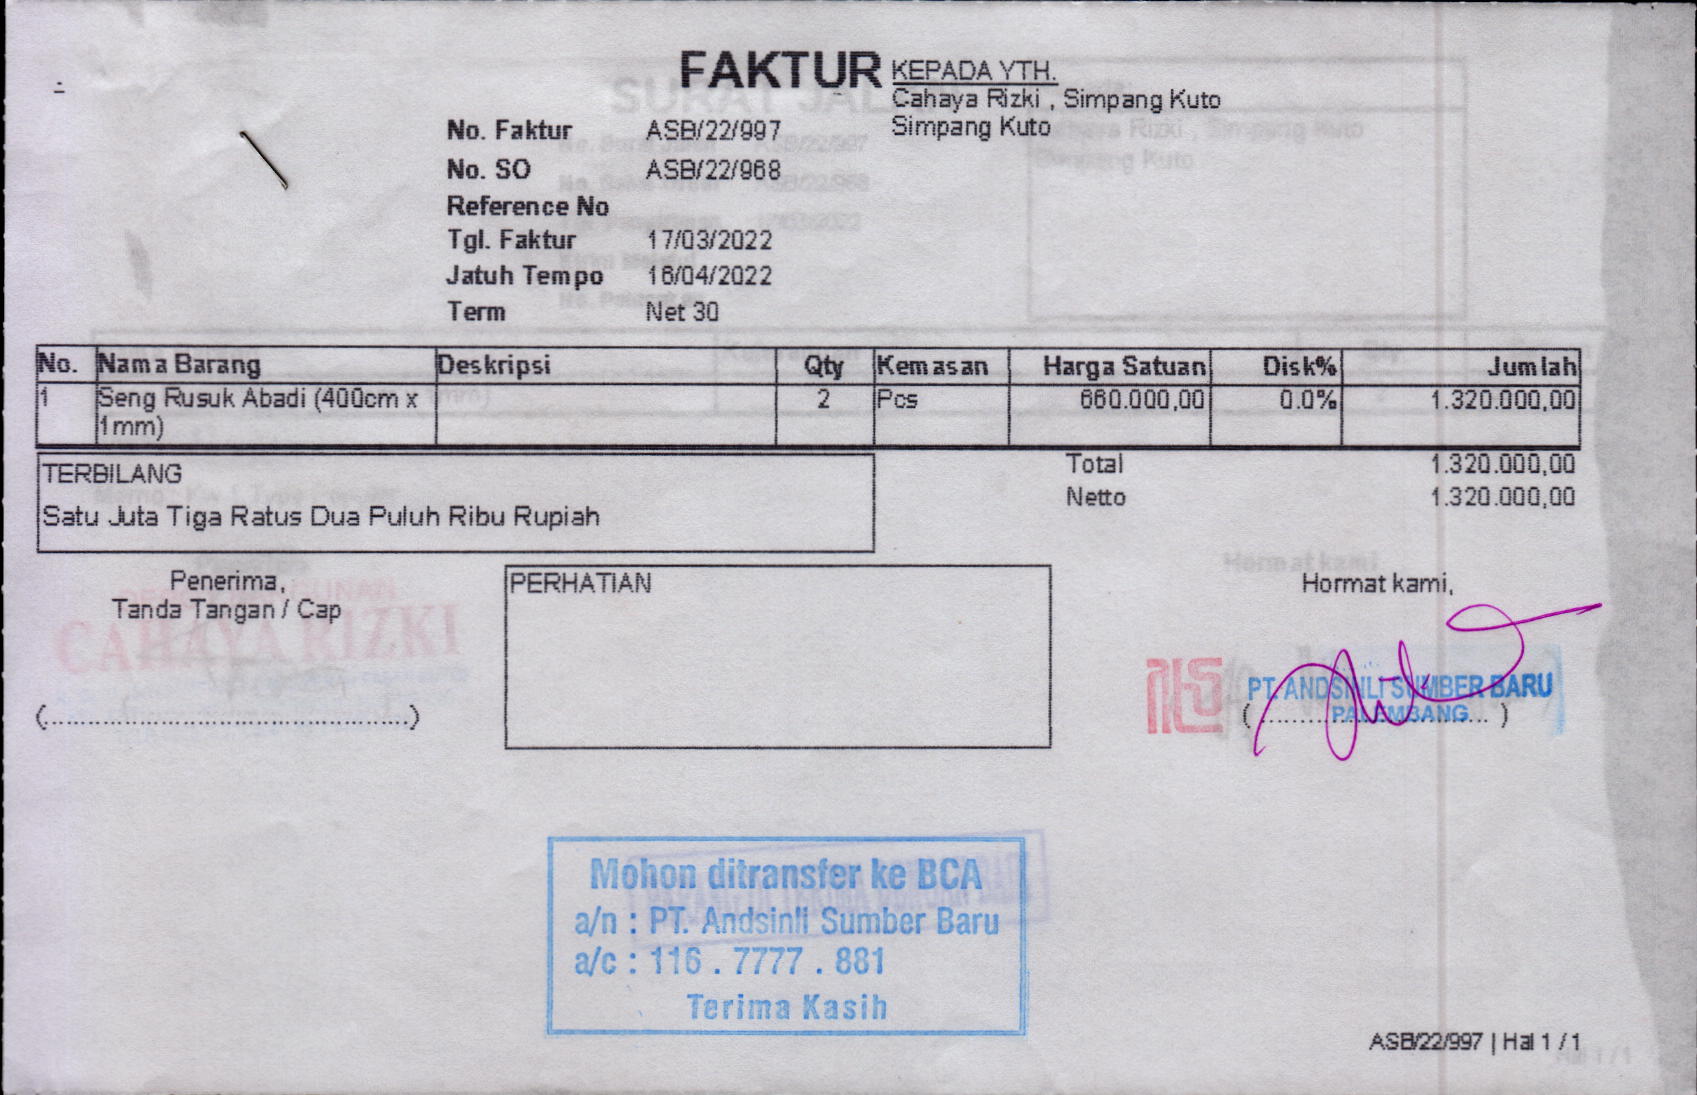 FAKTUR
KEPADA YTH.
Cahaya Rizki , Simpang Kuto
Simpang Kuto
No. Faktur ASB/22/997
No. SO ASB/22/968
Reference No
Tgl. Faktur 17/03/2022
Jatuh Tempo 16/04/2022
Term Net 30
No. Nama Barang Deskripsi Qty Kemasan Harga Satuan Disk% Jumlah
1 Seng Rusuk Abadi (400cm x 2 Pcs 660.000,00 0.0% 1.320.000,00
1mm)
Total 1.320.000,00
Netto 1.320.000,00
TERBILANG
Satu Juta Tiga Ratus Dua Puluh Ribu Rupiah
Penerima,
Tanda Tangan / Cap
CAHAYA RIZKI
(................................................)
PERHATIAN
Hormat kami,
PT. ANDSINLI SUMBER BARU
PALEMBANG
Mohon ditransfer ke BCA
a/n : PT. Andsinli Sumber Baru
a/c : 116 . 7777 . 881
Terima Kasih
ASB/22/997 | Hal 1 / 1